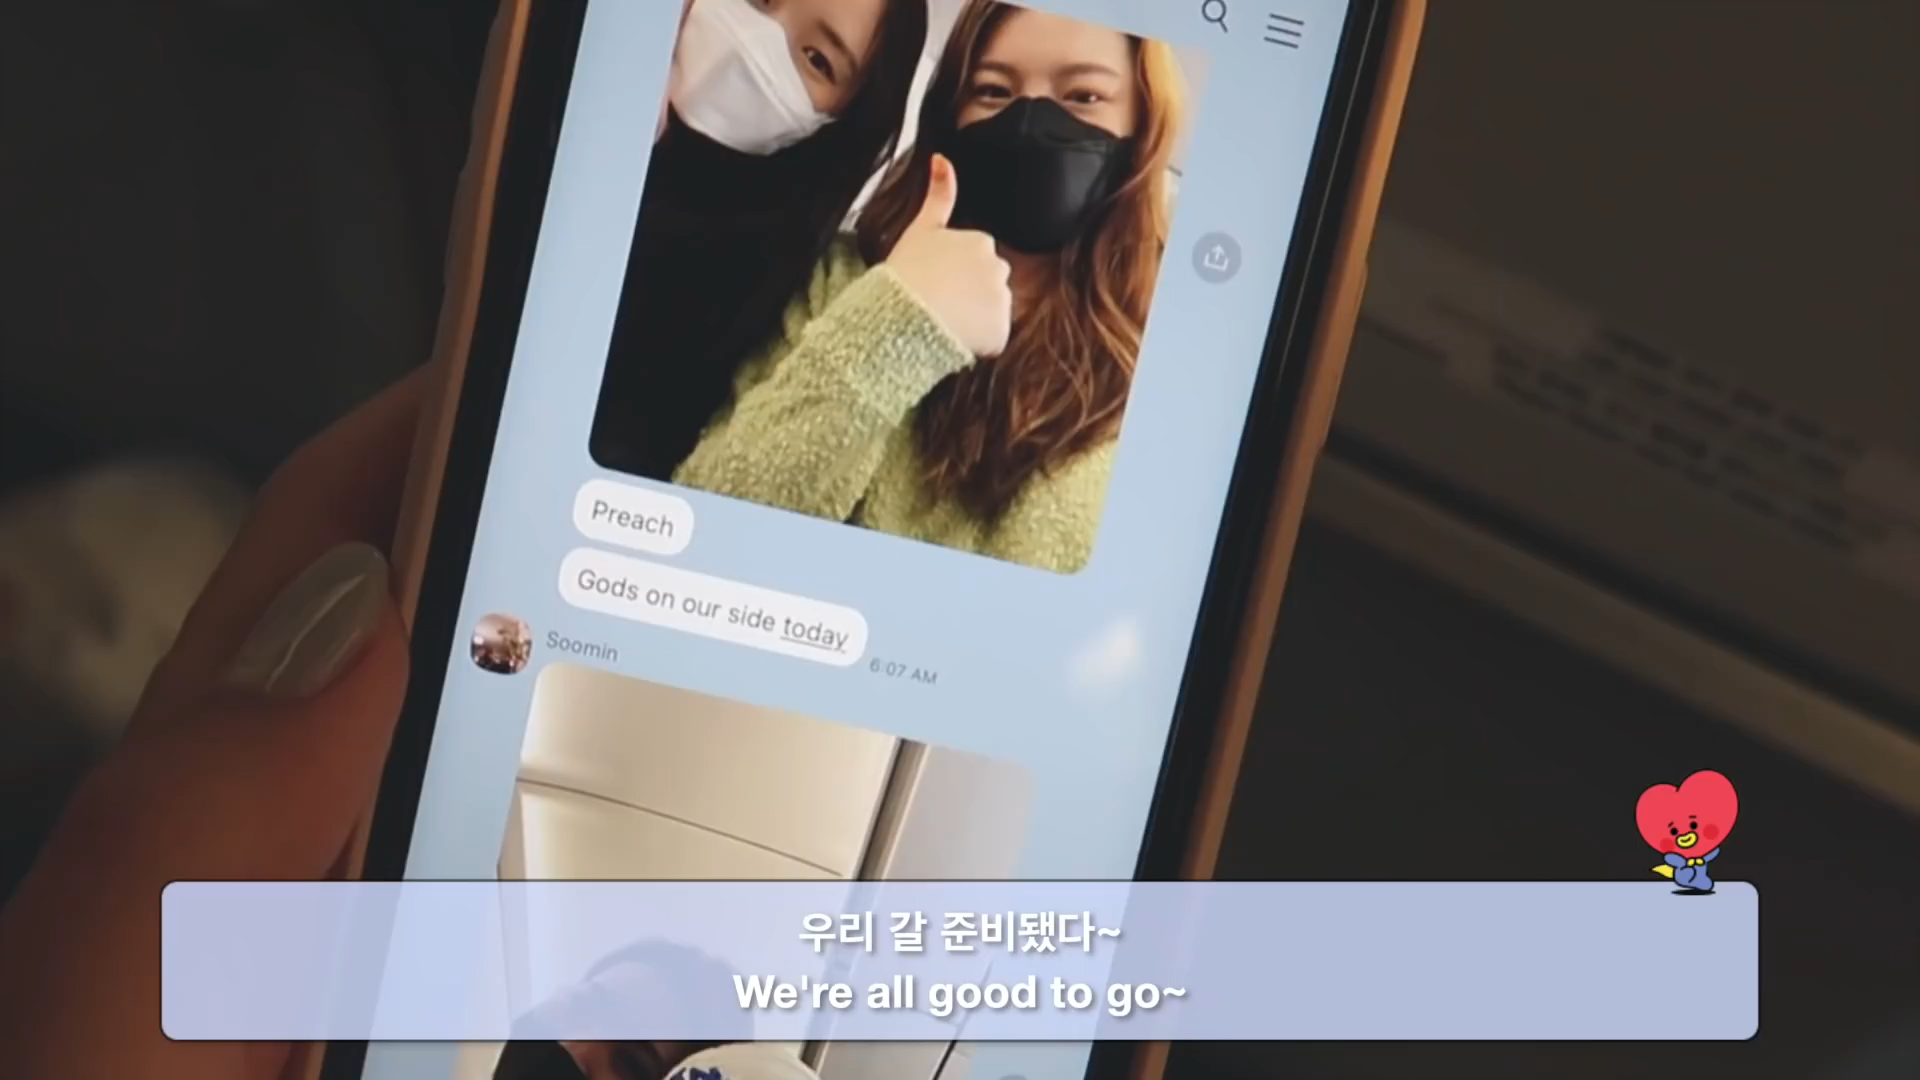 Preach
Gods on our side today
6:07 AM
Soomin
우리 갈 준비됐다~
We're all good to go~